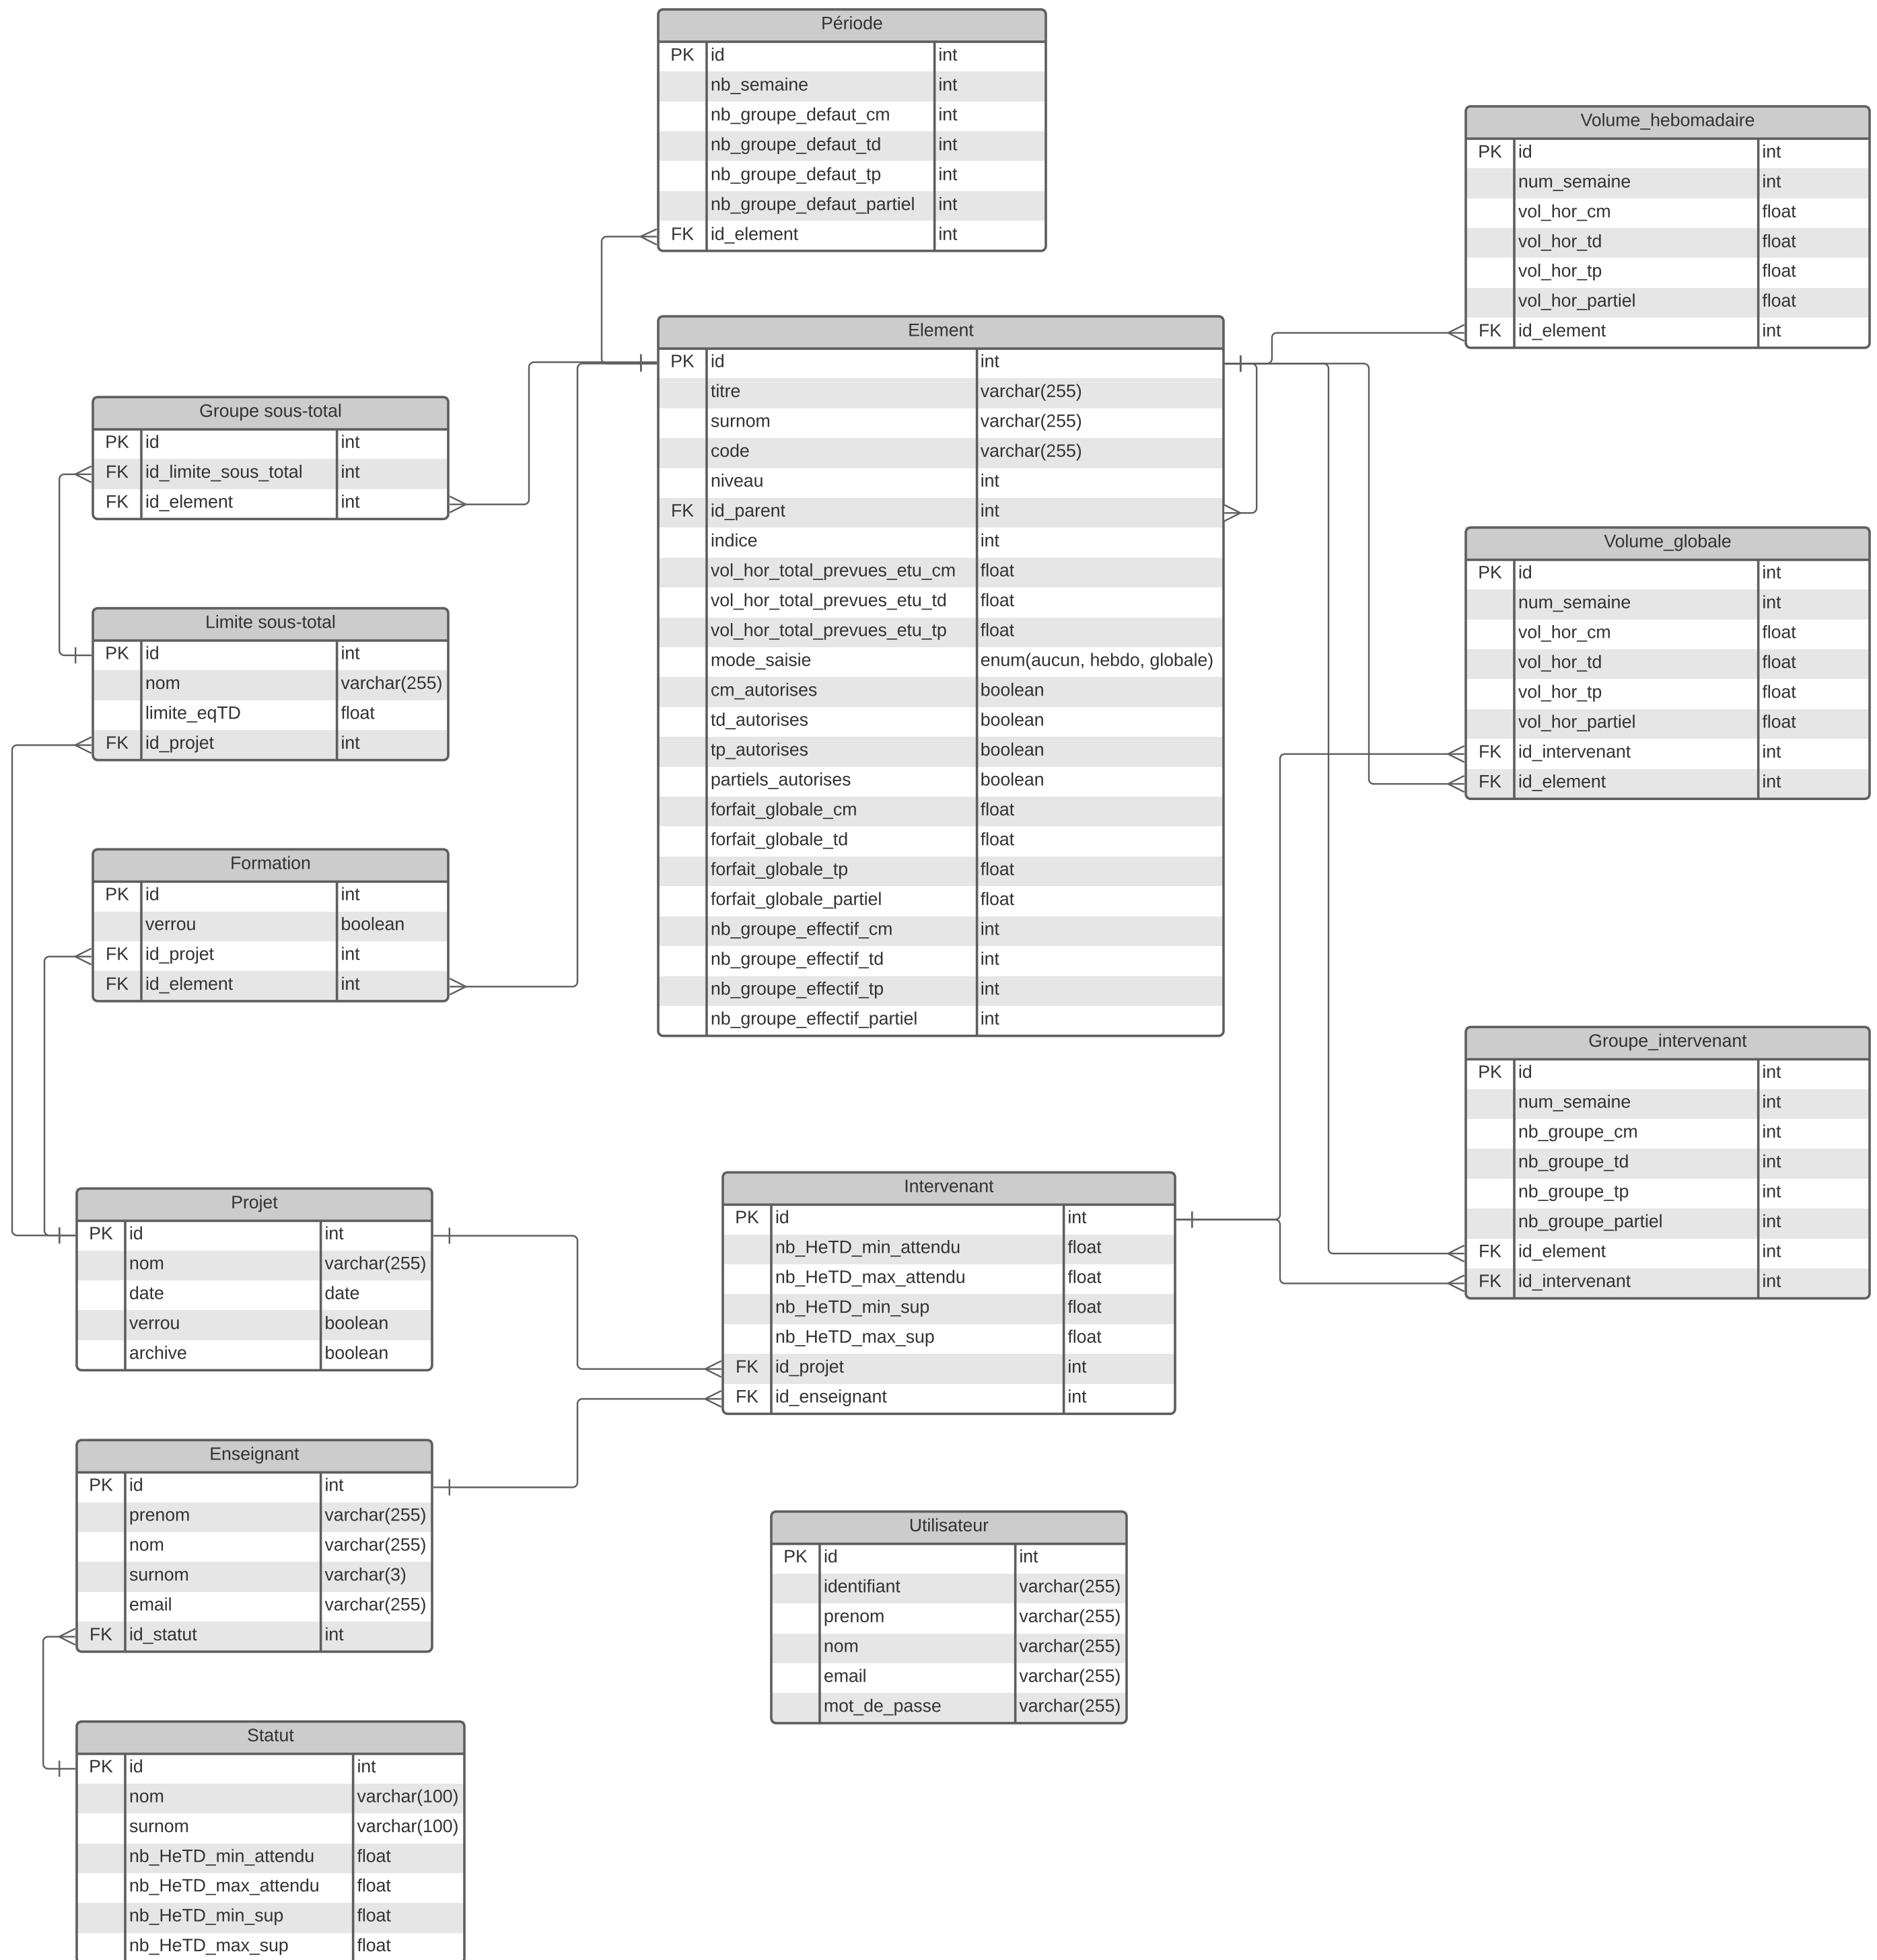 Période
PK id int
nb_semaine int
nb_groupe_defaut_cm int
nb_groupe_defaut_td int
nb_groupe_defaut_tp int
nb_groupe_defaut_partiel int
FK id_element int
Volume_hebomadaire
PK id int
num_semaine int
vol_hor_cm float
vol_hor_td float
vol_hor_tp float
vol_hor_partiel float
FK id_element int
Element
PK id int
titre varchar(255)
surnom varchar(255)
code varchar(255)
niveau int
FK id_parent int
indice int
vol_hor_total_prevues_etu_cm float
vol_hor_total_prevues_etu_td float
vol_hor_total_prevues_etu_tp float
mode_saisie enum(aucun, hebdo, globale)
cm_autorises boolean
td_autorises boolean
tp_autorises boolean
partiels_autorises boolean
forfait_globale_cm float
forfait_globale_td float
forfait_globale_tp float
forfait_globale_partiel float
nb_groupe_effectif_cm int
nb_groupe_effectif_td int
nb_groupe_effectif_tp int
nb_groupe_effectif_partiel int
Groupe sous-total
PK id int
FK id_limite_sous_total int
FK id_element int
Limite sous-total
PK id int
nom varchar(255)
limite_eqTD float
FK id_projet int
Formation
PK id int
verrou boolean
FK id_projet int
FK id_element int
Volume_globale
PK id int
num_semaine int
vol_hor_cm float
vol_hor_td float
vol_hor_tp float
vol_hor_partiel float
FK id_intervenant int
FK id_element int
Groupe_intervenant
PK id int
num_semaine int
nb_groupe_cm int
nb_groupe_td int
nb_groupe_tp int
nb_groupe_partiel int
FK id_element int
FK id_intervenant int
Projet
PK id int
nom varchar(255)
date date
verrou boolean
archive boolean
Intervenant
PK id int
nb_HeTD_min_attendu float
nb_HeTD_max_attendu float
nb_HeTD_min_sup float
nb_HeTD_max_sup float
FK id_projet int
FK id_enseignant int
Enseignant
PK id int
prenom varchar(255)
nom varchar(255)
surnom varchar(3)
email varchar(255)
FK id_statut int
Utilisateur
PK id int
identifiant varchar(255)
prenom varchar(255)
nom varchar(255)
email varchar(255)
mot_de_passe varchar(255)
Statut
PK id int
nom varchar(100)
surnom varchar(100)
nb_HeTD_min_attendu float
nb_HeTD_max_attendu float
nb_HeTD_min_sup float
nb_HeTD_max_sup float